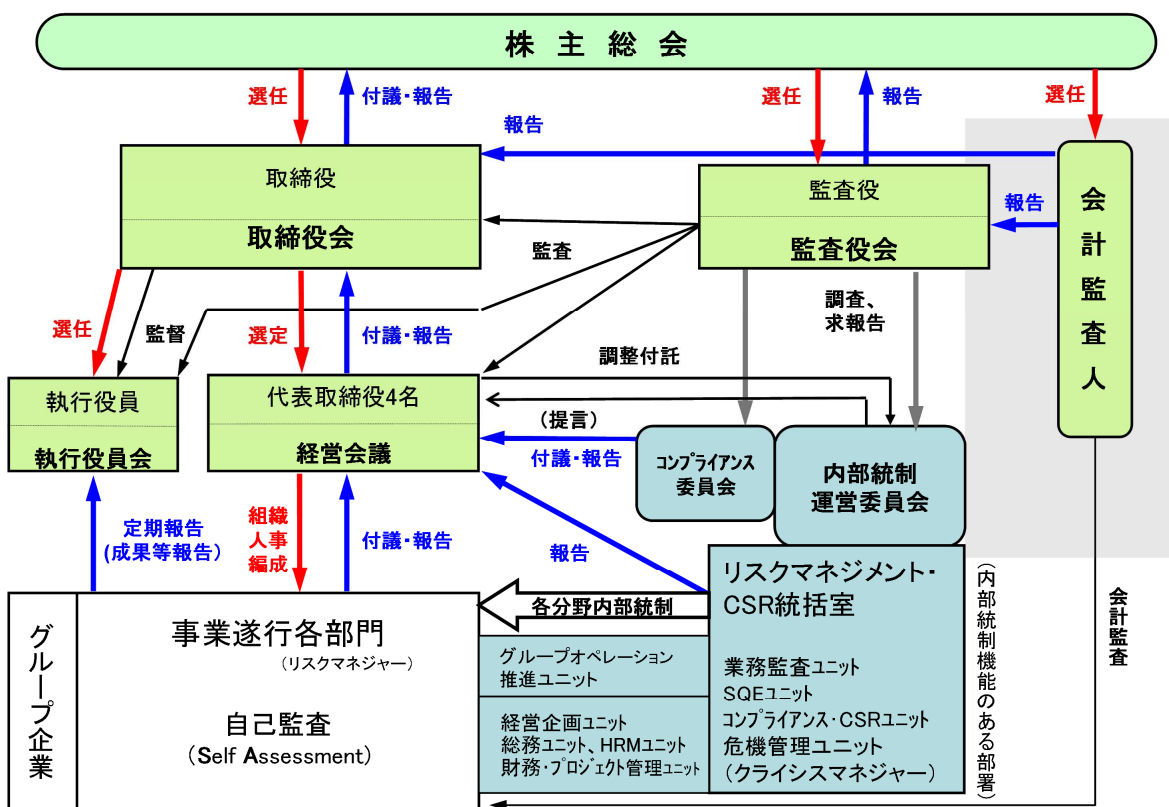 株主総会
選任
付議・報告
選任
報告
選任
報告
取締役
取締役会
監査役
監査役会
報告
会計監査人
監査
選任
監督
選定
付議・報告
調査、
求報告
調整付託
執行役員
執行役員会
代表取締役4名
経営会議
(提言)
付議・報告
コンプライアンス
委員会
内部統制
運営委員会
定期報告
(成果等報告)
組織
人事
編成
付議・報告
報告
リスクマネジメント・
CSR統括室
各分野内部統制
(内部統制機能のある部署)
会計監査
グループ企業
事業遂行各部門
(リスクマネジャー)
自己監査
(Self Assessment)
グループオペレーション
推進ユニット
経営企画ユニット
総務ユニット、HRMユニット
財務・プロジェクト管理ユニット
業務監査ユニット
SQEユニット
コンプライアンス・CSRユニット
危機管理ユニット
(クライシスマネジャー)